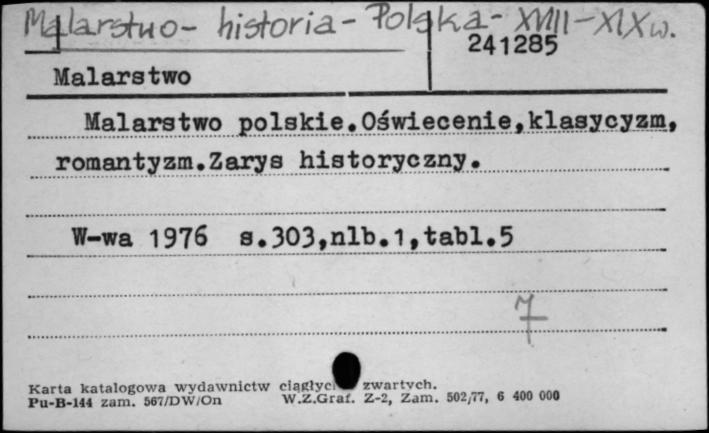 Malarstwo - historia - Polska - XVIII - XIX w.
241285
Malarstwo
Malarstwo polskie.Oświecenie,klasycyzm,
romantyzm.Zarys historyczny.
W-wa 1976 s.303,nlb.1,tabl.5
7
Karta katalogowa wydawnictw zwartych.
Pu-B-144 zam. 567/DW/On W.Z.Graf. Z-2, Zam. 502/77, 6 400 000